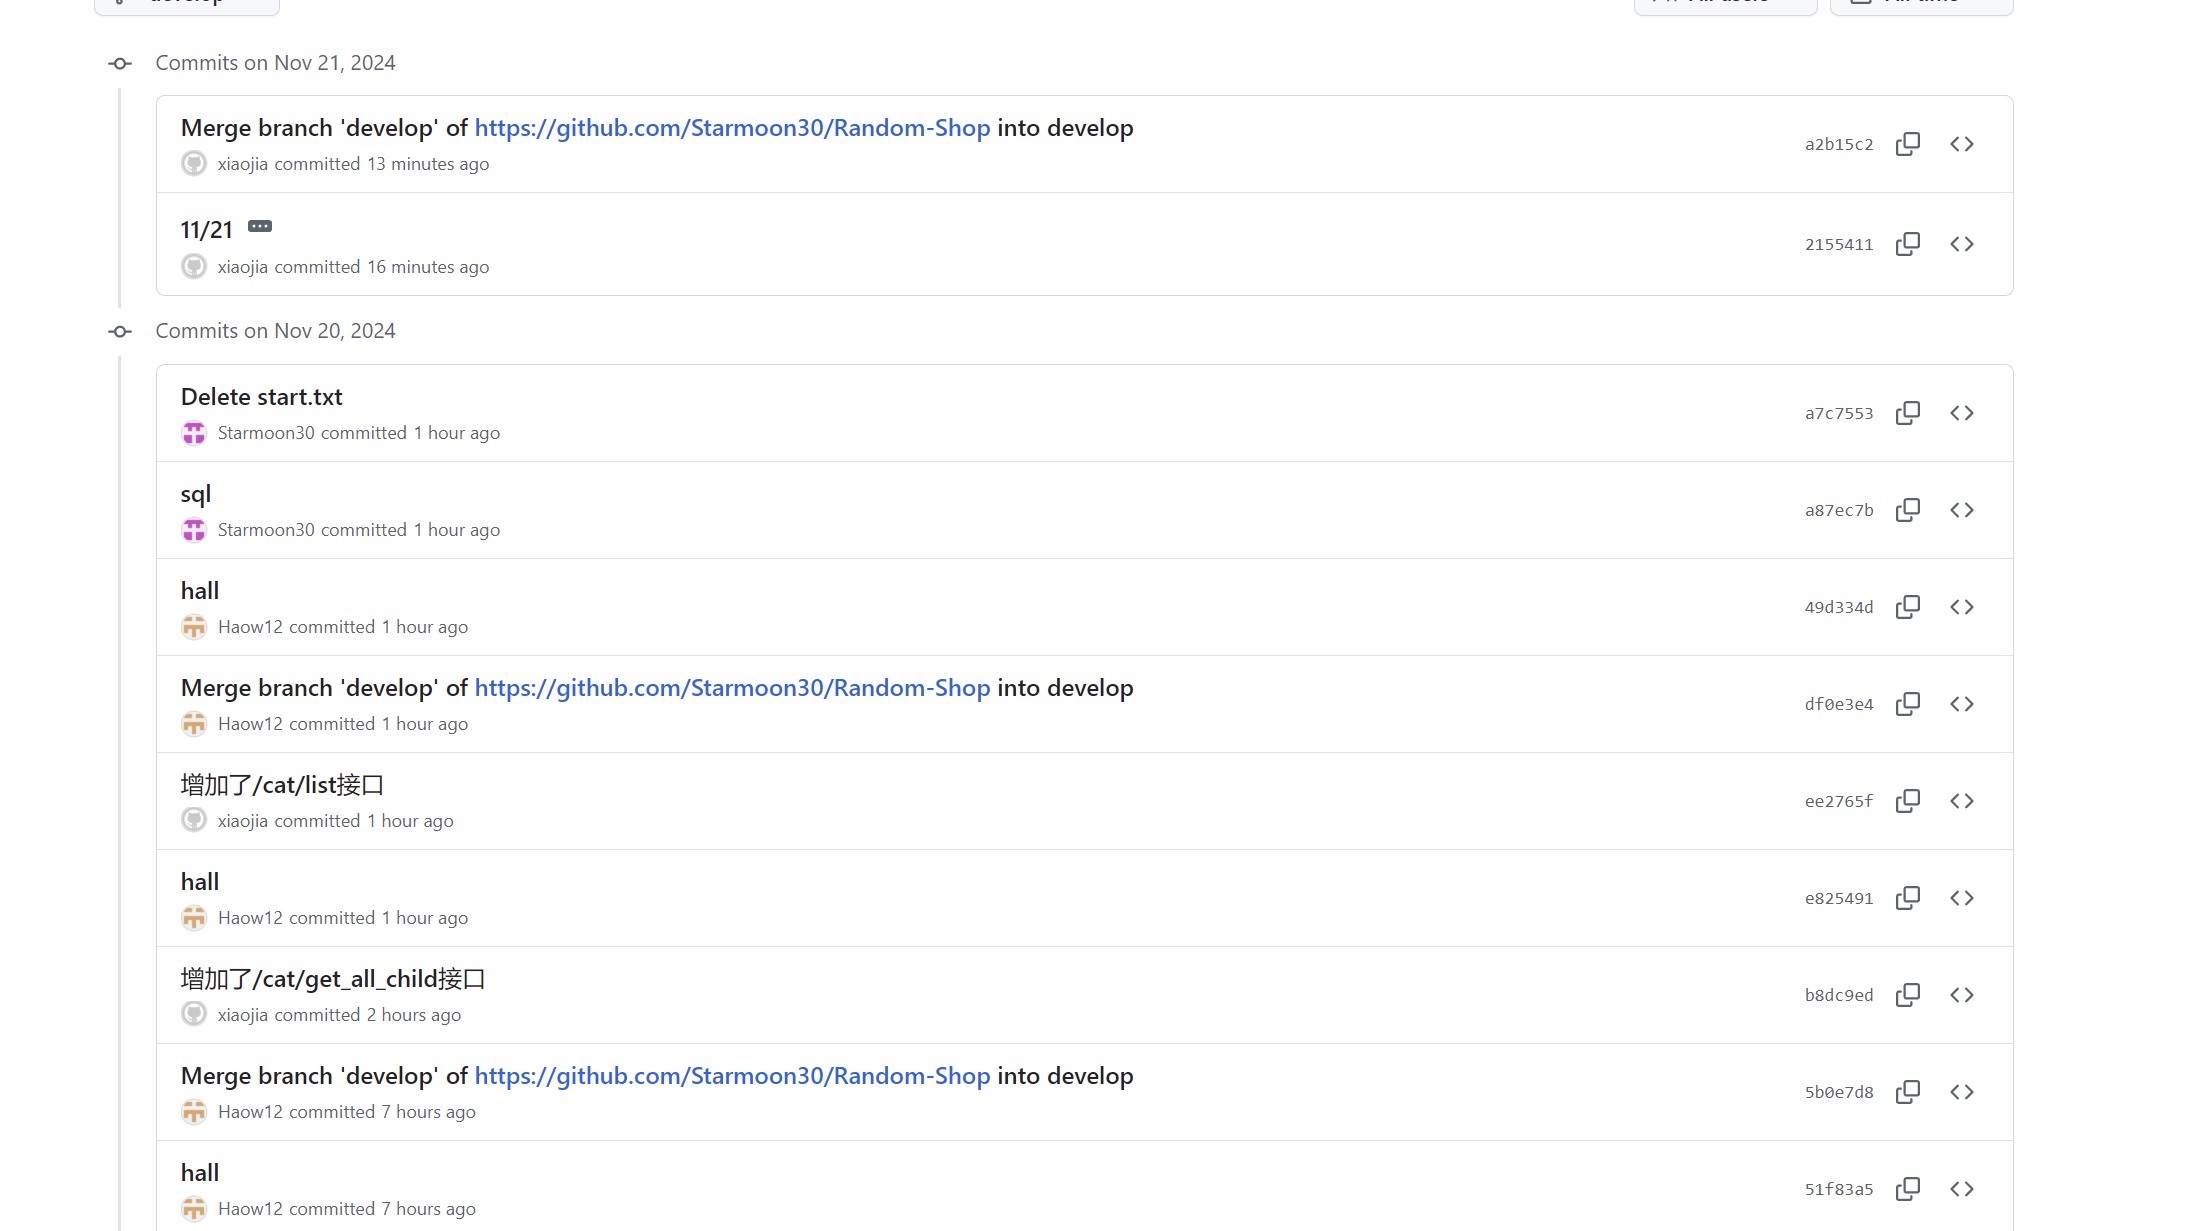 develop
All users
All time
Commits on Nov 21, 2024
Merge branch 'develop' of https://github.com/Starmoon30/Random-Shop into develop
xiaojia committed 13 minutes ago
a2b15c2
11/21
xiaojia committed 16 minutes ago
2155411
Commits on Nov 20, 2024
Delete start.txt
Starmoon30 committed 1 hour ago
a7c7553
sql
Starmoon30 committed 1 hour ago
a87ec7b
hall
Haow12 committed 1 hour ago
49d334d
Merge branch 'develop' of https://github.com/Starmoon30/Random-Shop into develop
Haow12 committed 1 hour ago
df0e3e4
增加了/cat/list接口
xiaojia committed 1 hour ago
ee2765f
hall
Haow12 committed 1 hour ago
e825491
增加了/cat/get_all_child接口
xiaojia committed 2 hours ago
b8dc9ed
Merge branch 'develop' of https://github.com/Starmoon30/Random-Shop into develop
Haow12 committed 7 hours ago
5b0e7d8
hall
Haow12 committed 7 hours ago
51f83a5